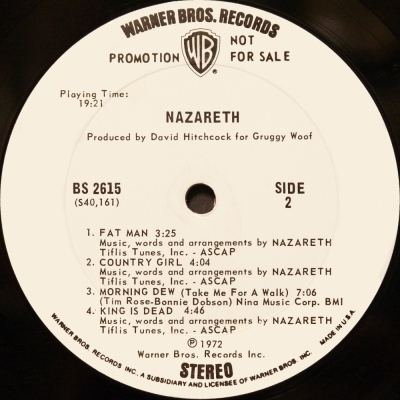 WARNER BROS. RECORDS
PROMOTION
WB
®
NOT
FOR SALE
Playing Time:
19:21
NAZARETH
Produced by David Hitchcock for Gruggy Woof
BS 2615
(S40,161)
SIDE
2
1. FAT MAN 3:25
Music, words and arrangements by NAZARETH
Tiflis Tunes, Inc. - ASCAP
2. COUNTRY GIRL 4:04
Music, words and arrangements by NAZARETH
Tiflis Tunes, Inc. - ASCAP
3. MORNING DEW (Take Me For A Walk) 7:06
(Tim Rose-Bonnie Dobson) Nina Music Corp. BMI
4. KING IS DEAD 4:46
Music, words and arrangements by NAZARETH
Tiflis Tunes, Inc. - ASCAP
℗ 1972
Warner Bros. Records Inc.
STEREO
WARNER BROS. RECORDS INC. A SUBSIDIARY AND LICENSEE OF WARNER BROS. INC. MADE IN U.S.A.